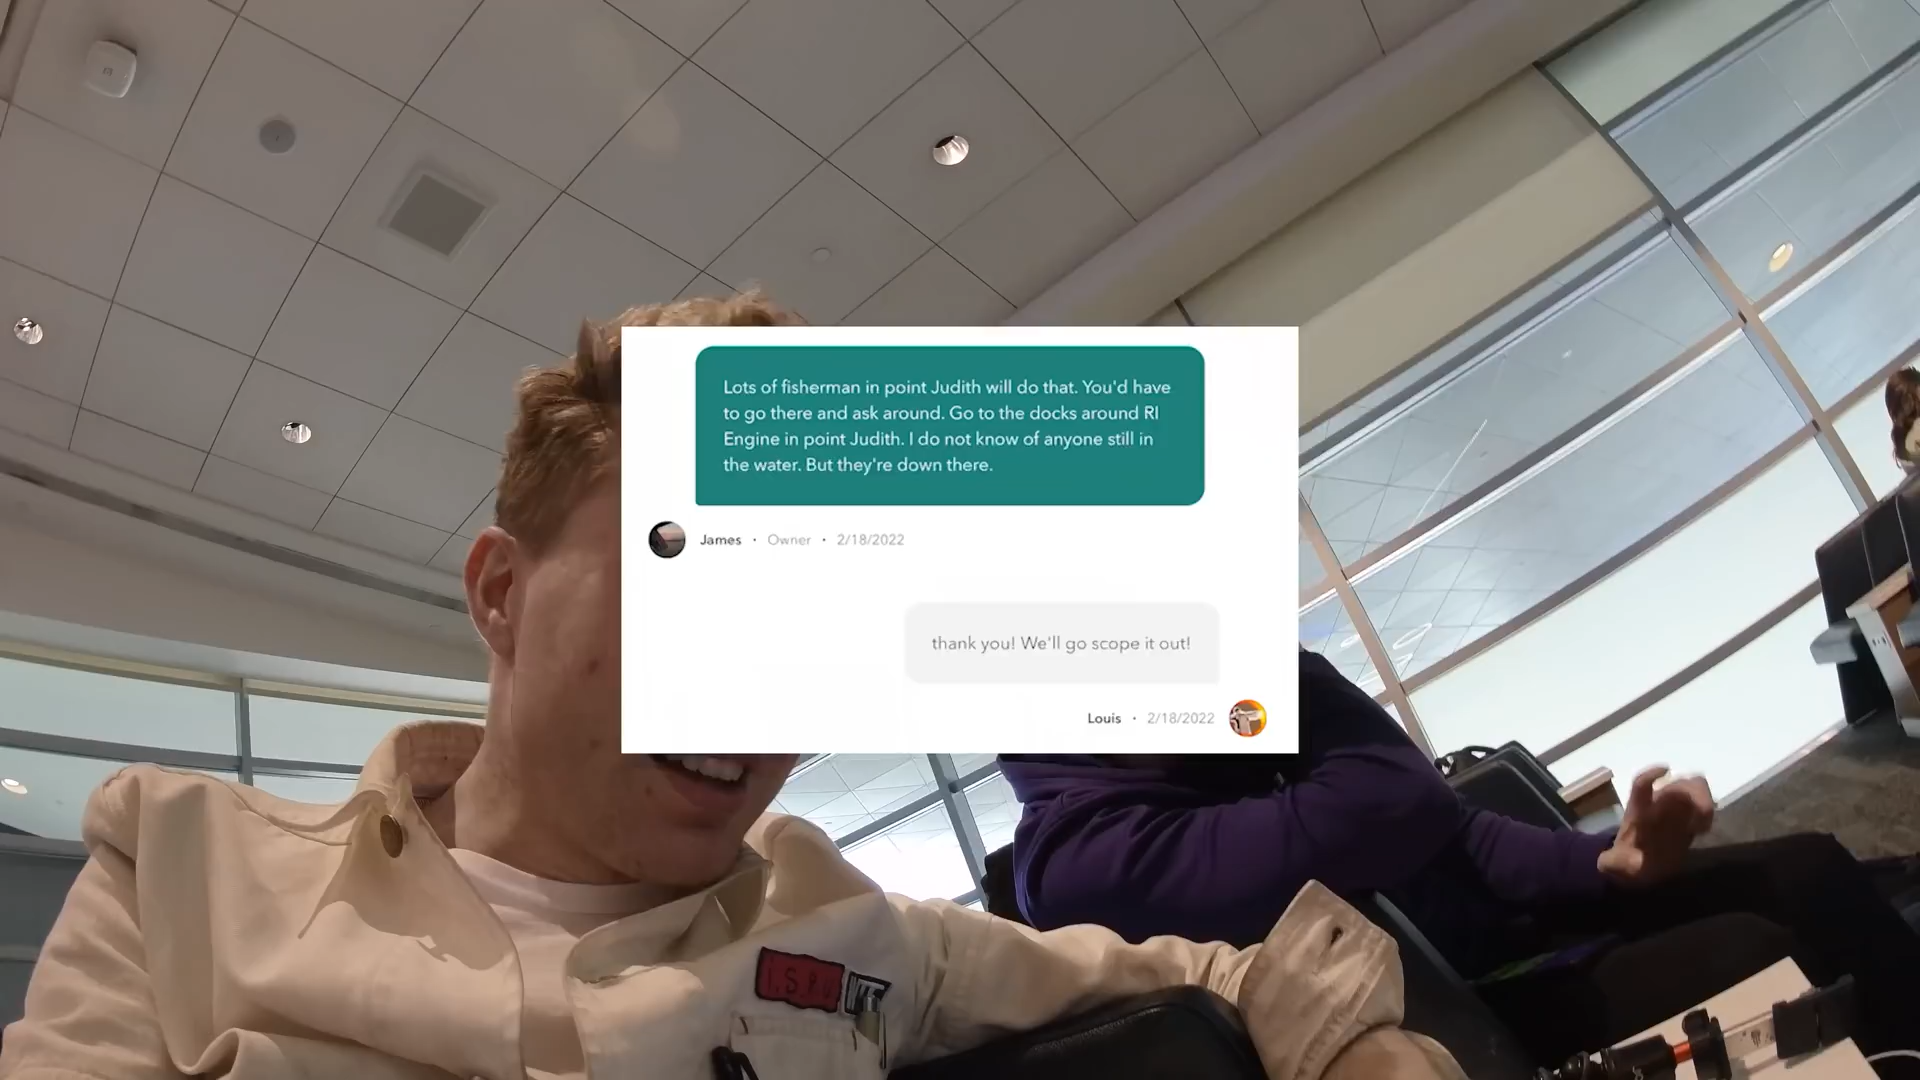 Lots of fisherman in point Judith will do that. You'd have
to go there and ask around. Go to the docks around RI
Engine in point Judith. I do not know of anyone still in
the water. But they're down there.
James · Owner · 2/18/2022
thank you! We'll go scope it out!
Louis · 2/18/2022
I.S.P.U